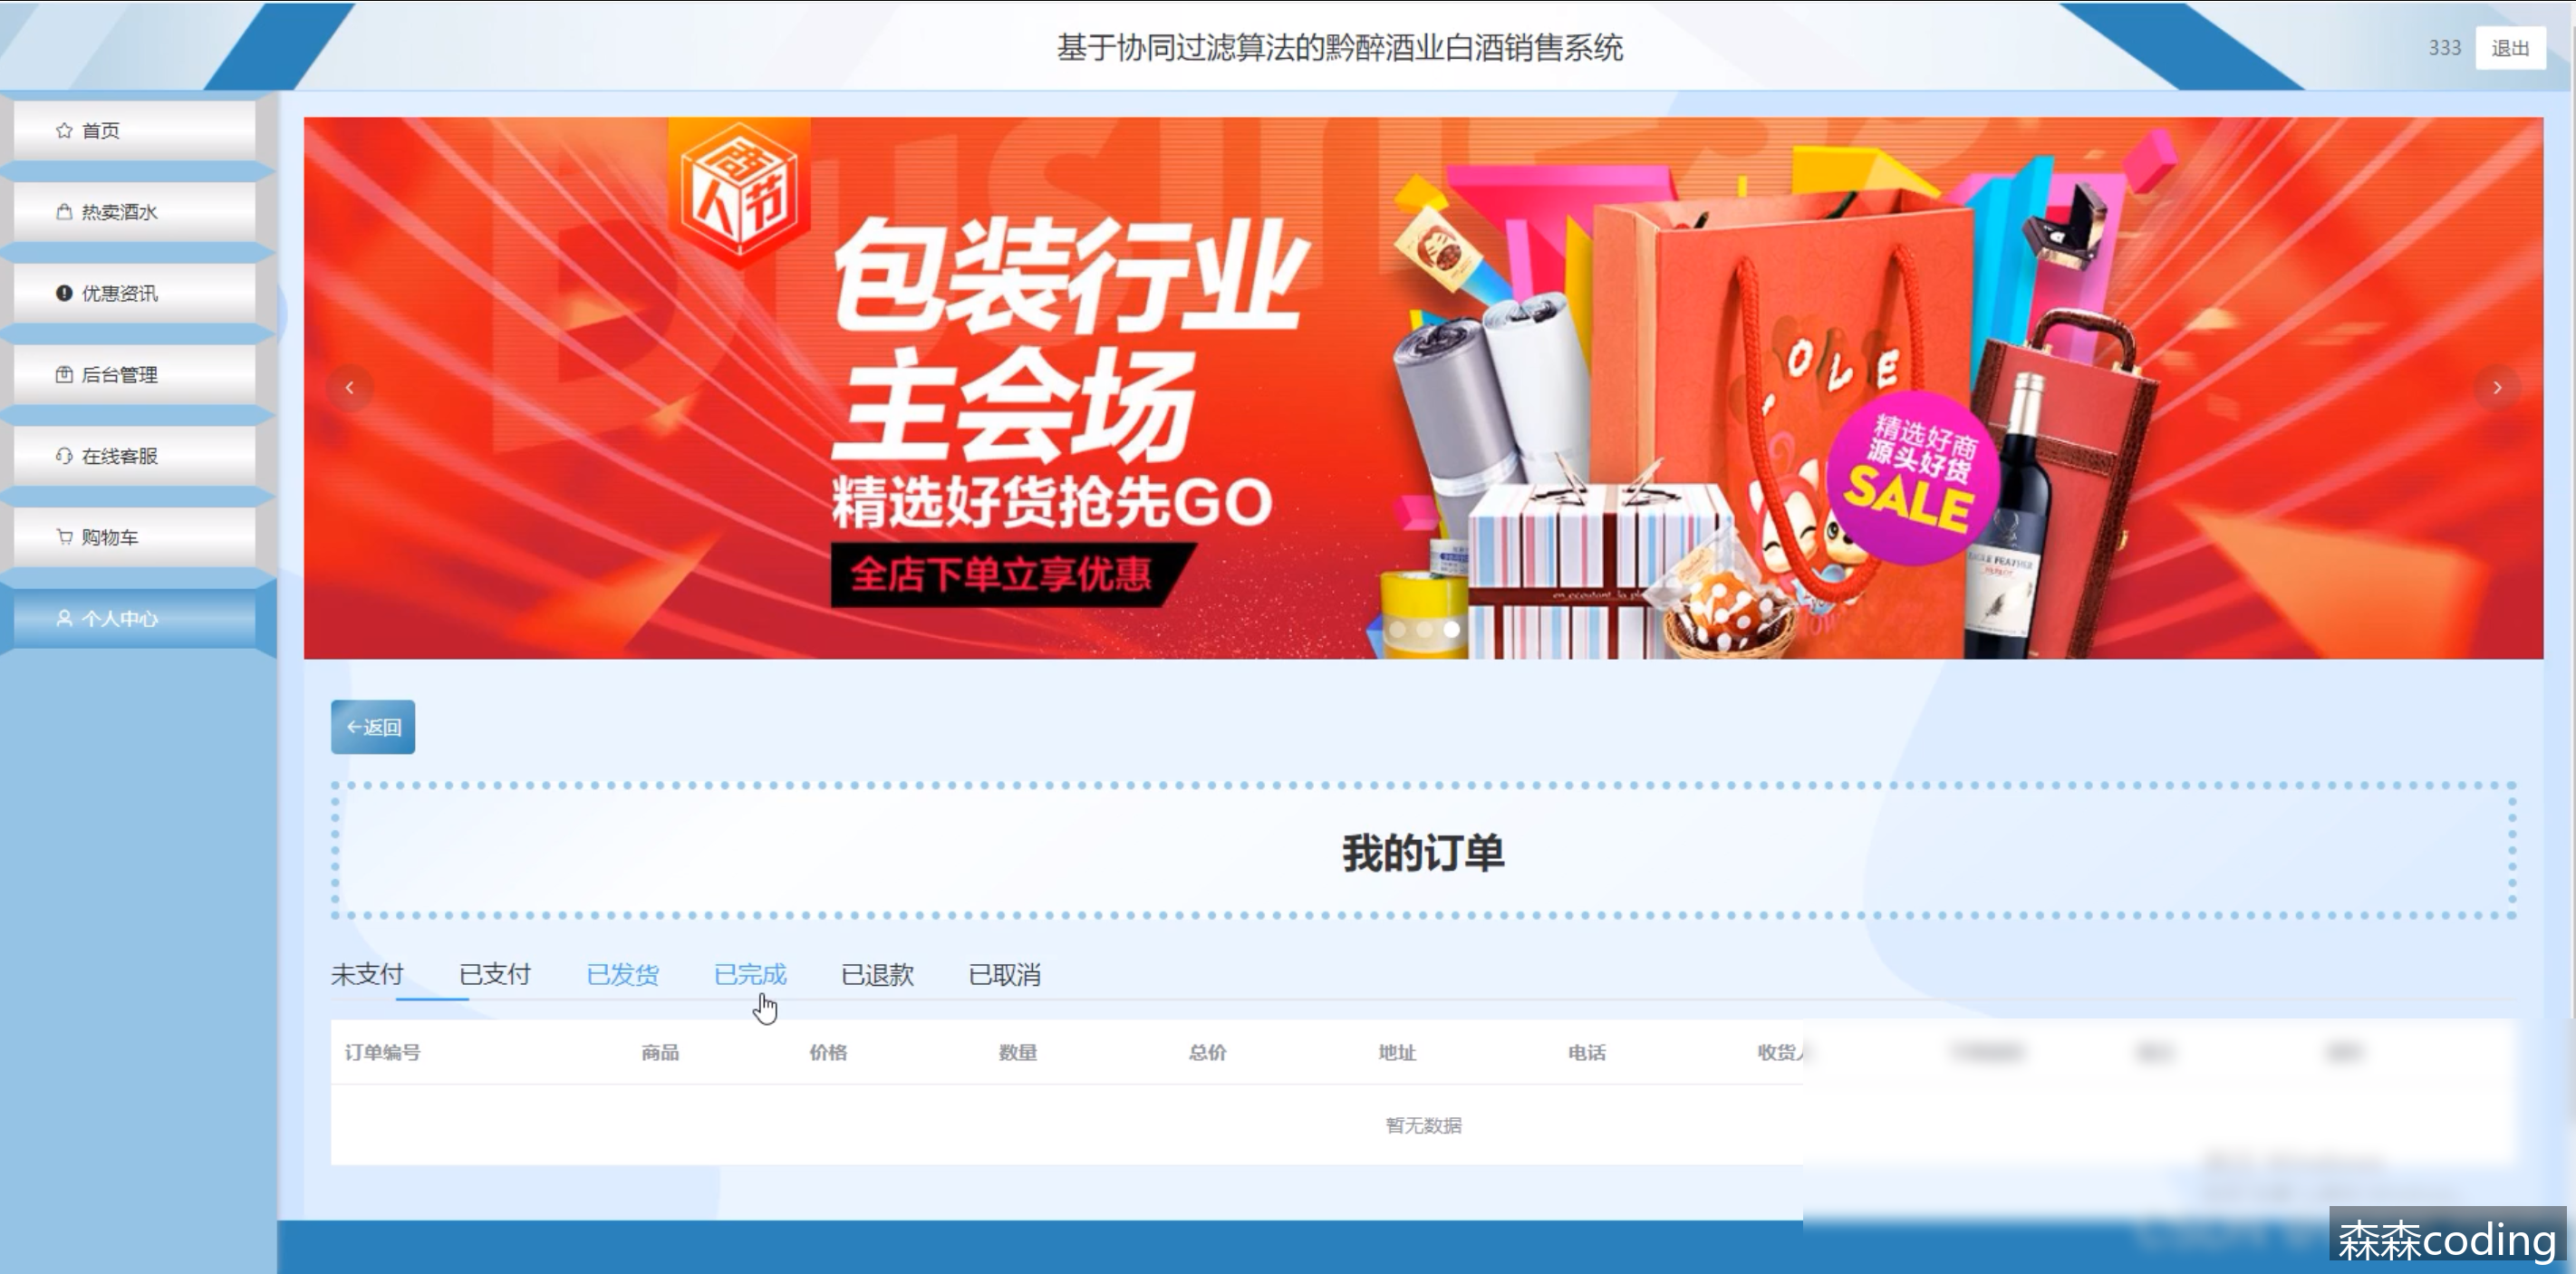 基于协同过滤算法的黔醉酒业白酒销售系统
333
退出
首页
热卖酒水
优惠资讯
后台管理
在线客服
购物车
个人中心
商人节
包装行业
主会场
精选好货抢先GO
全店下单立享优惠
OLE
精选好商
源头好货
SALE
返回
我的订单
未支付 已支付 已发货 已完成 已退款 已取消
订单编号 商品 价格 数量 总价 地址 电话 收货
暂无数据
森森coding